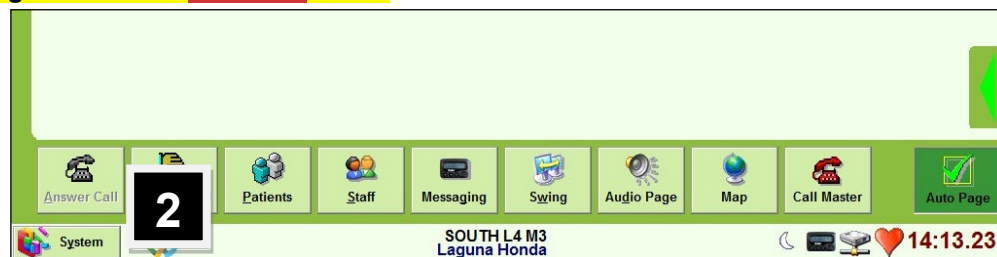 Answer Call
2
Patients
Staff
Messaging
Swing
Audio Page
Map
Call Master
Auto Page
System
SOUTH L4 M3
Laguna Honda
14:13.23